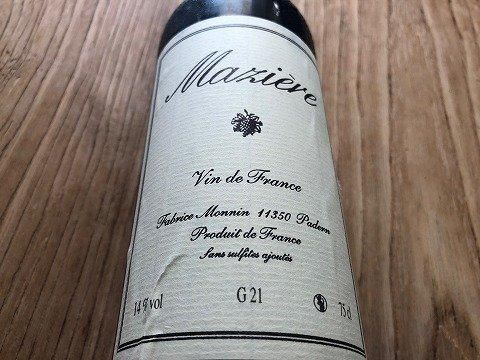 Mazière
Vin de France
Fabrice Monnin 11350 Padern
Produit de France
Sans sulfites ajoutés
14 % vol G 21 75 cl